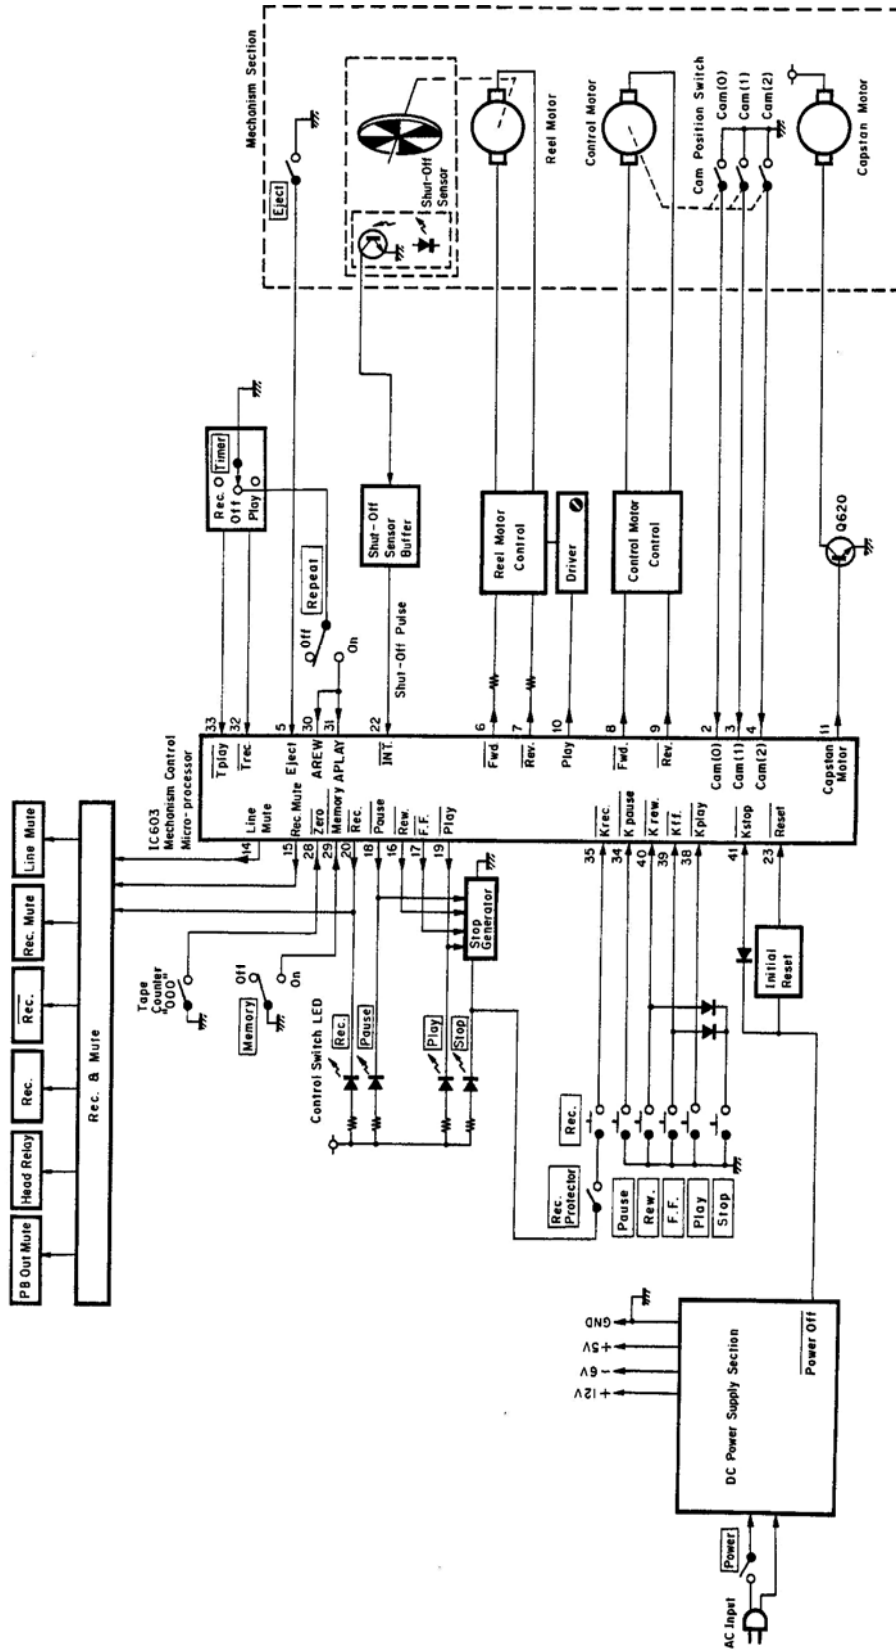 PB Out Mute
Head Relay
Rec.
Rec.
Rec. Mute
Line Mute
Rec. & Mute
IC603
Mechanism Control
Micro-processor
Tape
Counter
"000"
Memory
Off
On
Control Switch LED
Rec.
Pause
Play
Stop
Stop
Generator
14
15
28
29
20
18
16
17
19
Line
Mute
Rec. Mute
Zero
Memory
Rec.
Pause
Rew.
F.F.
Play
35
34
40
39
38
41
23
Krec.
K pause
K rew.
K f.f.
K play
Kstop
Reset
Tplay
Trec.
Eject
AREW
APLAY
INT.
Fwd.
Rev.
Play
Fwd.
Rev.
Cam(0)
Cam(1)
Cam(2)
Capstan
Motor
33
32
5
30
31
22
6
7
10
8
9
2
3
4
11
Rec.
Off
Play
Timer
Repeat
Off
On
Shut-Off Pulse
Shut-Off
Sensor
Buffer
Reel Motor
Control
Driver
Control Motor
Control
Q620
Mechanism Section
Eject
Shut-Off
Sensor
Reel Motor
Control Motor
Cam Position Switch
Cam(0)
Cam(1)
Cam(2)
Capstan Motor
Rec.
Protector
Rec.
Pause
Rew.
F.F.
Play
Stop
Initial
Reset
AC Input
Power
DC Power Supply Section
Power Off
+12V
-6V
+5V
GND